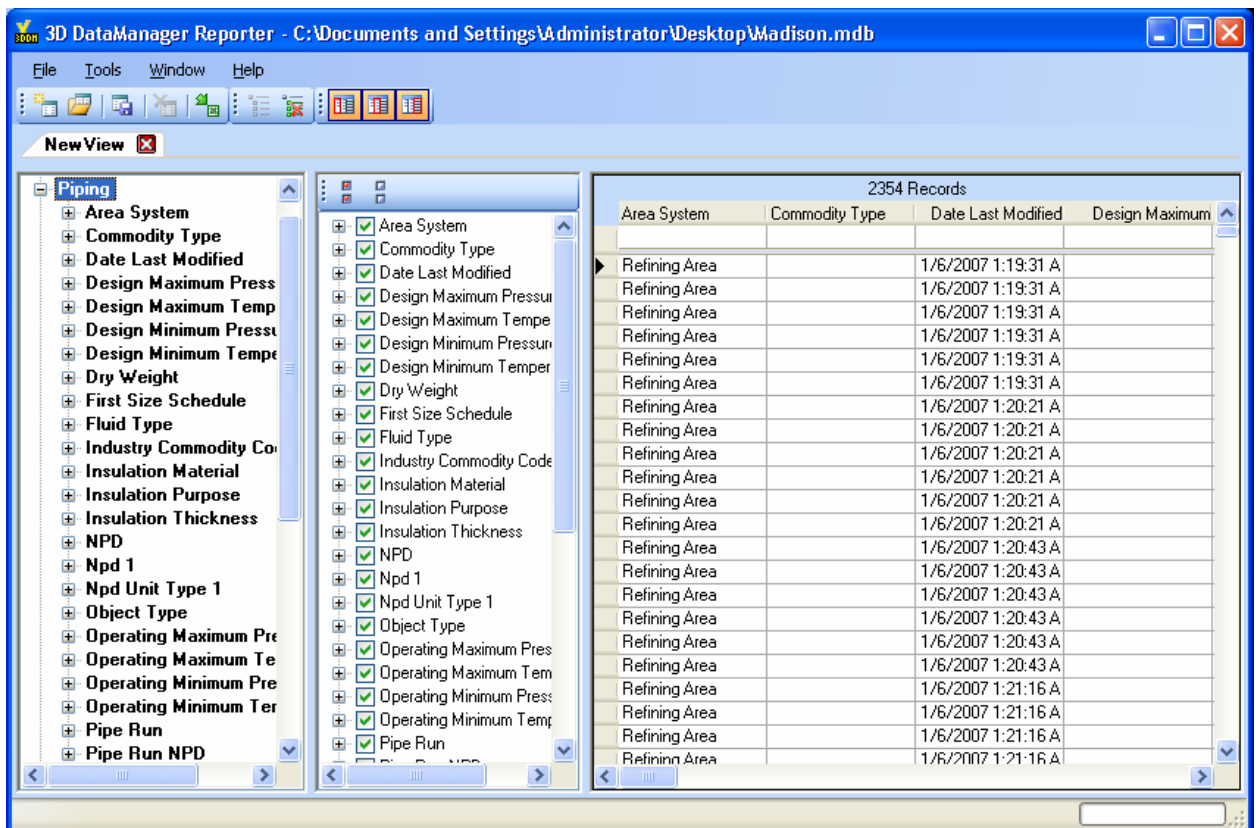 3D DataManager Reporter - C:\Documents and Settings\Administrator\Desktop\Madison.mdb
File Tools Window Help
NewView
Piping
Area System
Commodity Type
Date Last Modified
Design Maximum Press
Design Maximum Temp
Design Minimum Pressu
Design Minimum Tempe
Dry Weight
First Size Schedule
Fluid Type
Industry Commodity Co
Insulation Material
Insulation Purpose
Insulation Thickness
NPD
Npd 1
Npd Unit Type 1
Object Type
Operating Maximum Pre
Operating Maximum Te
Operating Minimum Pre
Operating Minimum Ter
Pipe Run
Pipe Run NPD
Area System
Commodity Type
Date Last Modified
Design Maximum Pressu
Design Maximum Tempe
Design Minimum Pressur
Design Minimum Temper
Dry Weight
First Size Schedule
Fluid Type
Industry Commodity Code
Insulation Material
Insulation Purpose
Insulation Thickness
NPD
Npd 1
Npd Unit Type 1
Object Type
Operating Maximum Pres
Operating Maximum Tem
Operating Minimum Press
Operating Minimum Temp
Pipe Run
Pipe Run NPD
2354 Records
Area System Commodity Type Date Last Modified Design Maximum
Refining Area 1/6/2007 1:19:31 A
Refining Area 1/6/2007 1:19:31 A
Refining Area 1/6/2007 1:19:31 A
Refining Area 1/6/2007 1:19:31 A
Refining Area 1/6/2007 1:19:31 A
Refining Area 1/6/2007 1:19:31 A
Refining Area 1/6/2007 1:20:21 A
Refining Area 1/6/2007 1:20:21 A
Refining Area 1/6/2007 1:20:21 A
Refining Area 1/6/2007 1:20:21 A
Refining Area 1/6/2007 1:20:21 A
Refining Area 1/6/2007 1:20:21 A
Refining Area 1/6/2007 1:20:43 A
Refining Area 1/6/2007 1:20:43 A
Refining Area 1/6/2007 1:20:43 A
Refining Area 1/6/2007 1:20:43 A
Refining Area 1/6/2007 1:20:43 A
Refining Area 1/6/2007 1:20:43 A
Refining Area 1/6/2007 1:21:16 A
Refining Area 1/6/2007 1:21:16 A
Refining Area 1/6/2007 1:21:16 A
Refining Area 1/6/2007 1:21:16 A